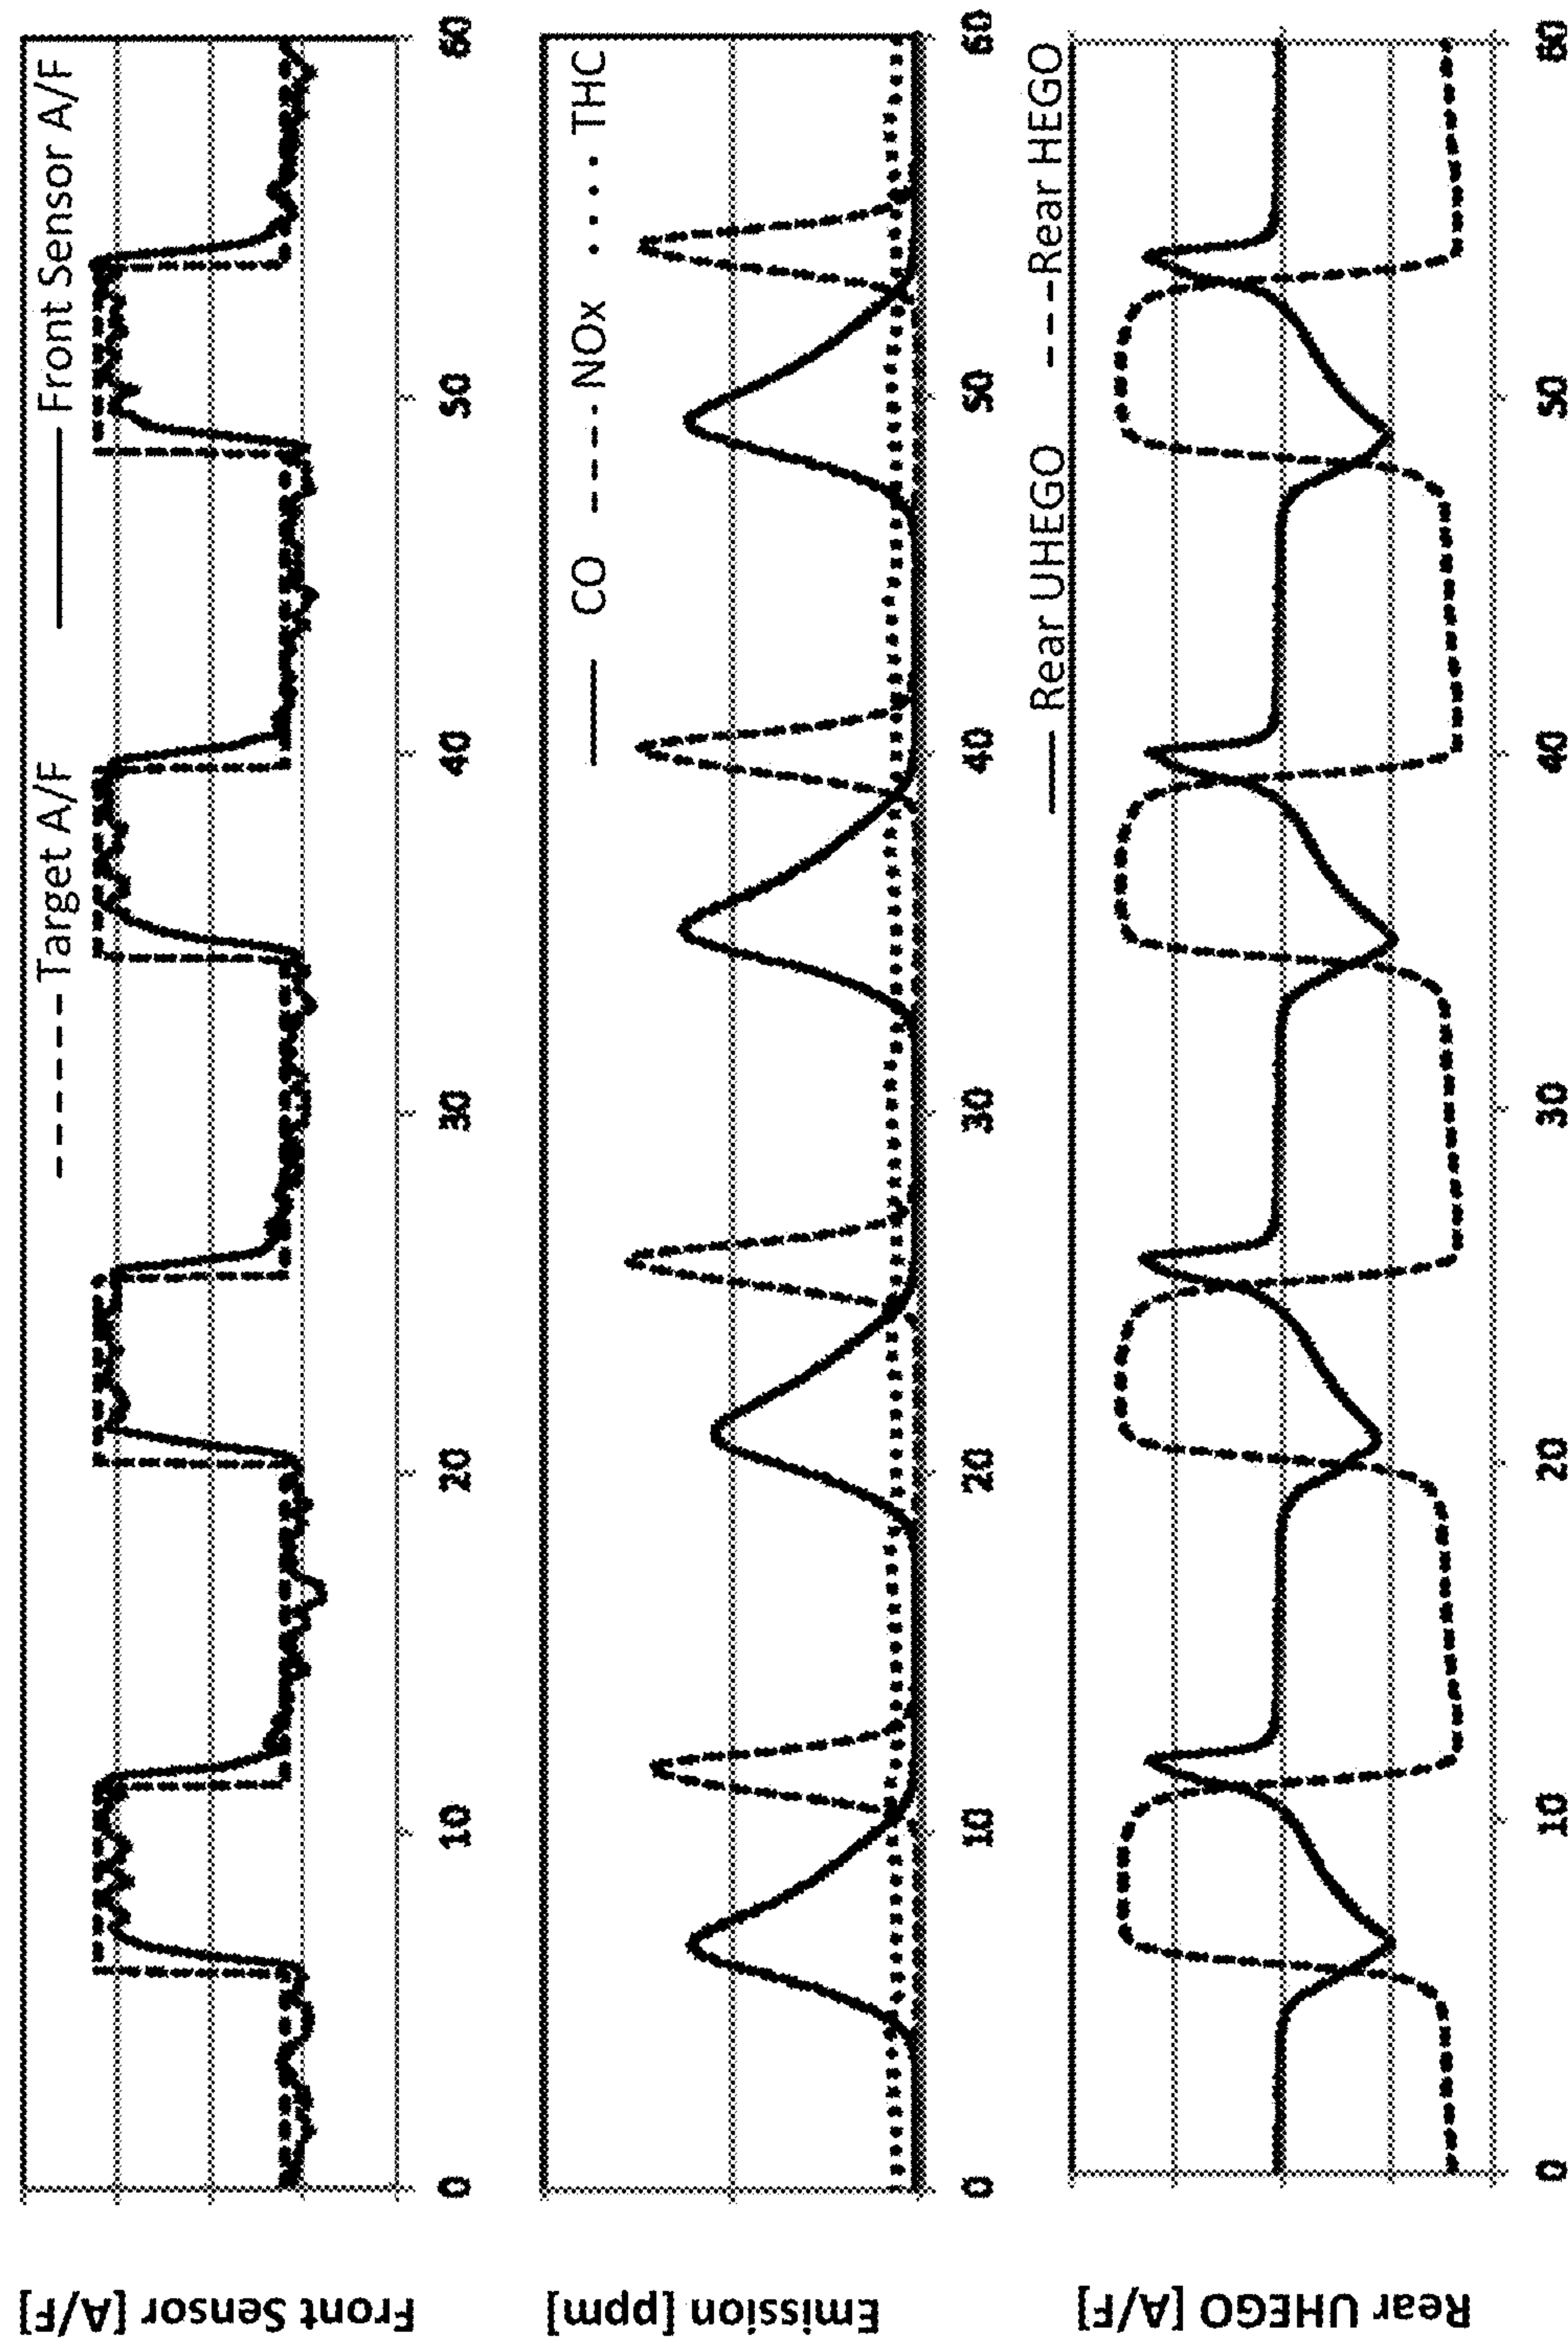 Front Sensor [A/F]
---- Target A/F —— Front Sensor A/F
0 10 20 30 40 50 60
Emission [ppm]
—— CO ---- NOx .... THC
0 10 20 30 40 50 60
Rear UHEGO [A/F]
—— Rear UHEGO ---Rear HEGO
0 10 20 30 40 50 60